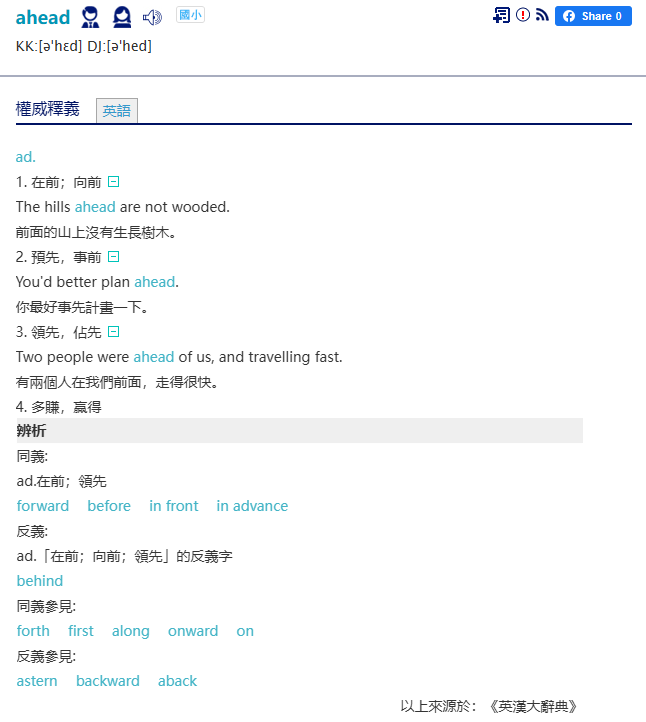 ahead 國小 Share 0
KK:[əˋhɛd] DJ:[əˈhed]
權威釋義 英語
ad.
1. 在前；向前
The hills ahead are not wooded.
前面的山上沒有生長樹木。
2. 預先，事前
You'd better plan ahead.
你最好事先計畫一下。
3. 領先，佔先
Two people were ahead of us, and travelling fast.
有兩個人在我們前面，走得很快。
4. 多賺，贏得
辨析
同義:
ad.在前；領先
forward before in front in advance
反義:
ad.「在前；向前；領先」的反義字
behind
同義參見:
forth first along onward on
反義參見:
astern backward aback
以上來源於：《英漢大辭典》